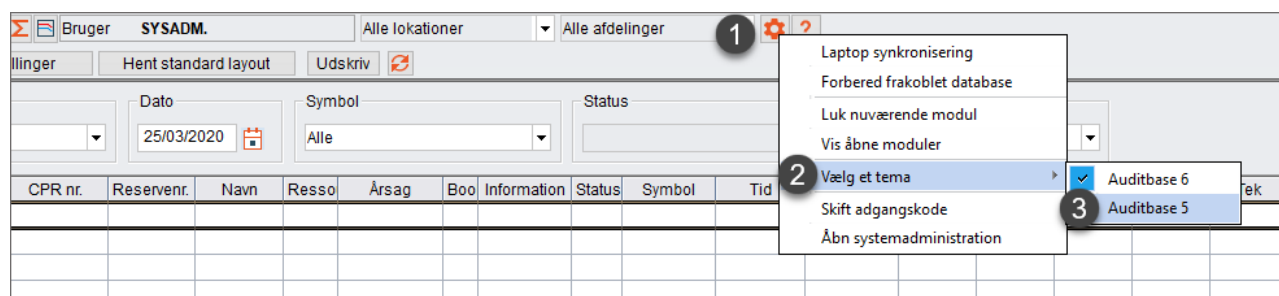 Bruger SYSADM. Alle lokationer Alle afdelinger 1 ?
llinger Hent standard layout Udskriv
Laptop synkronisering
Forbered frakoblet database
Dato Symbol Status
25/03/2020 Alle
Luk nuværende modul
Vis åbne moduler
CPR nr. Reservenr. Navn Resso Årsag Boo Information Status Symbol Tid
2 Vælg et tema
Auditbase 6
Tek
3 Auditbase 5
Skift adgangskode
Åbn systemadministration